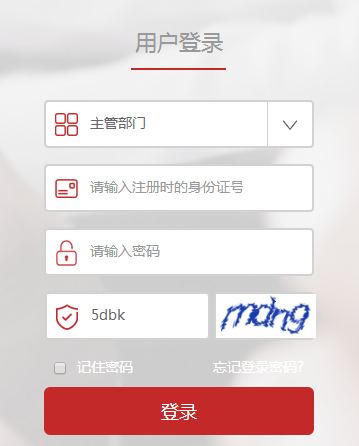 用户登录
主管部门
请输入注册时的身份证号
请输入密码
5dbk mdng
记住密码 忘记登录密码?
登录